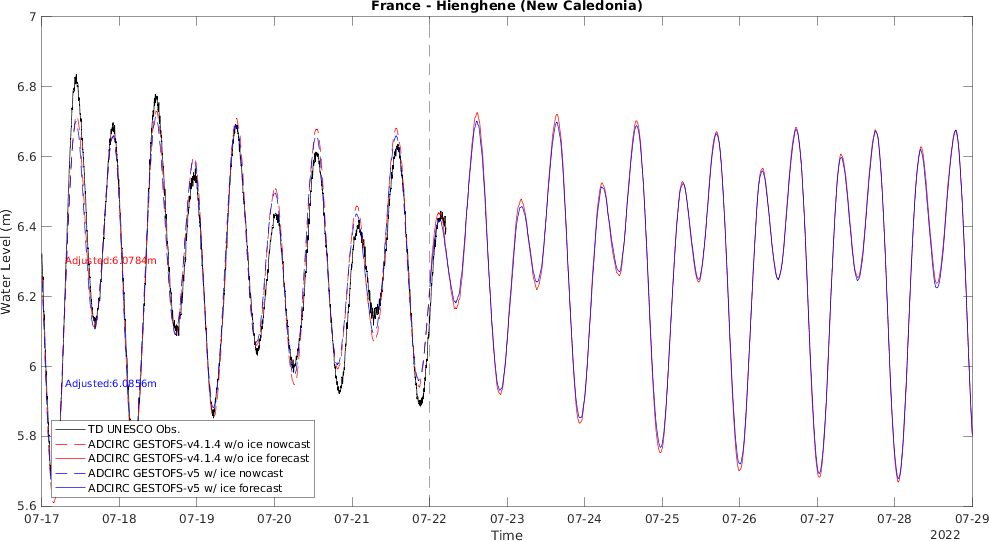 France - Hienghene (New Caledonia)
7
6.8
6.6
6.4
6.2
6
5.8
5.6
Water Level (m)
Adjusted:6.0784m
Adjusted:6.0856m
TD UNESCO Obs.
ADCIRC GESTOFS-v4.1.4 w/o ice nowcast
ADCIRC GESTOFS-v4.1.4 w/o ice forecast
ADCIRC GESTOFS-v5 w/ ice nowcast
ADCIRC GESTOFS-v5 w/ ice forecast
07-17 07-18 07-19 07-20 07-21 07-22 07-23 07-24 07-25 07-26 07-27 07-28 07-29
Time
2022